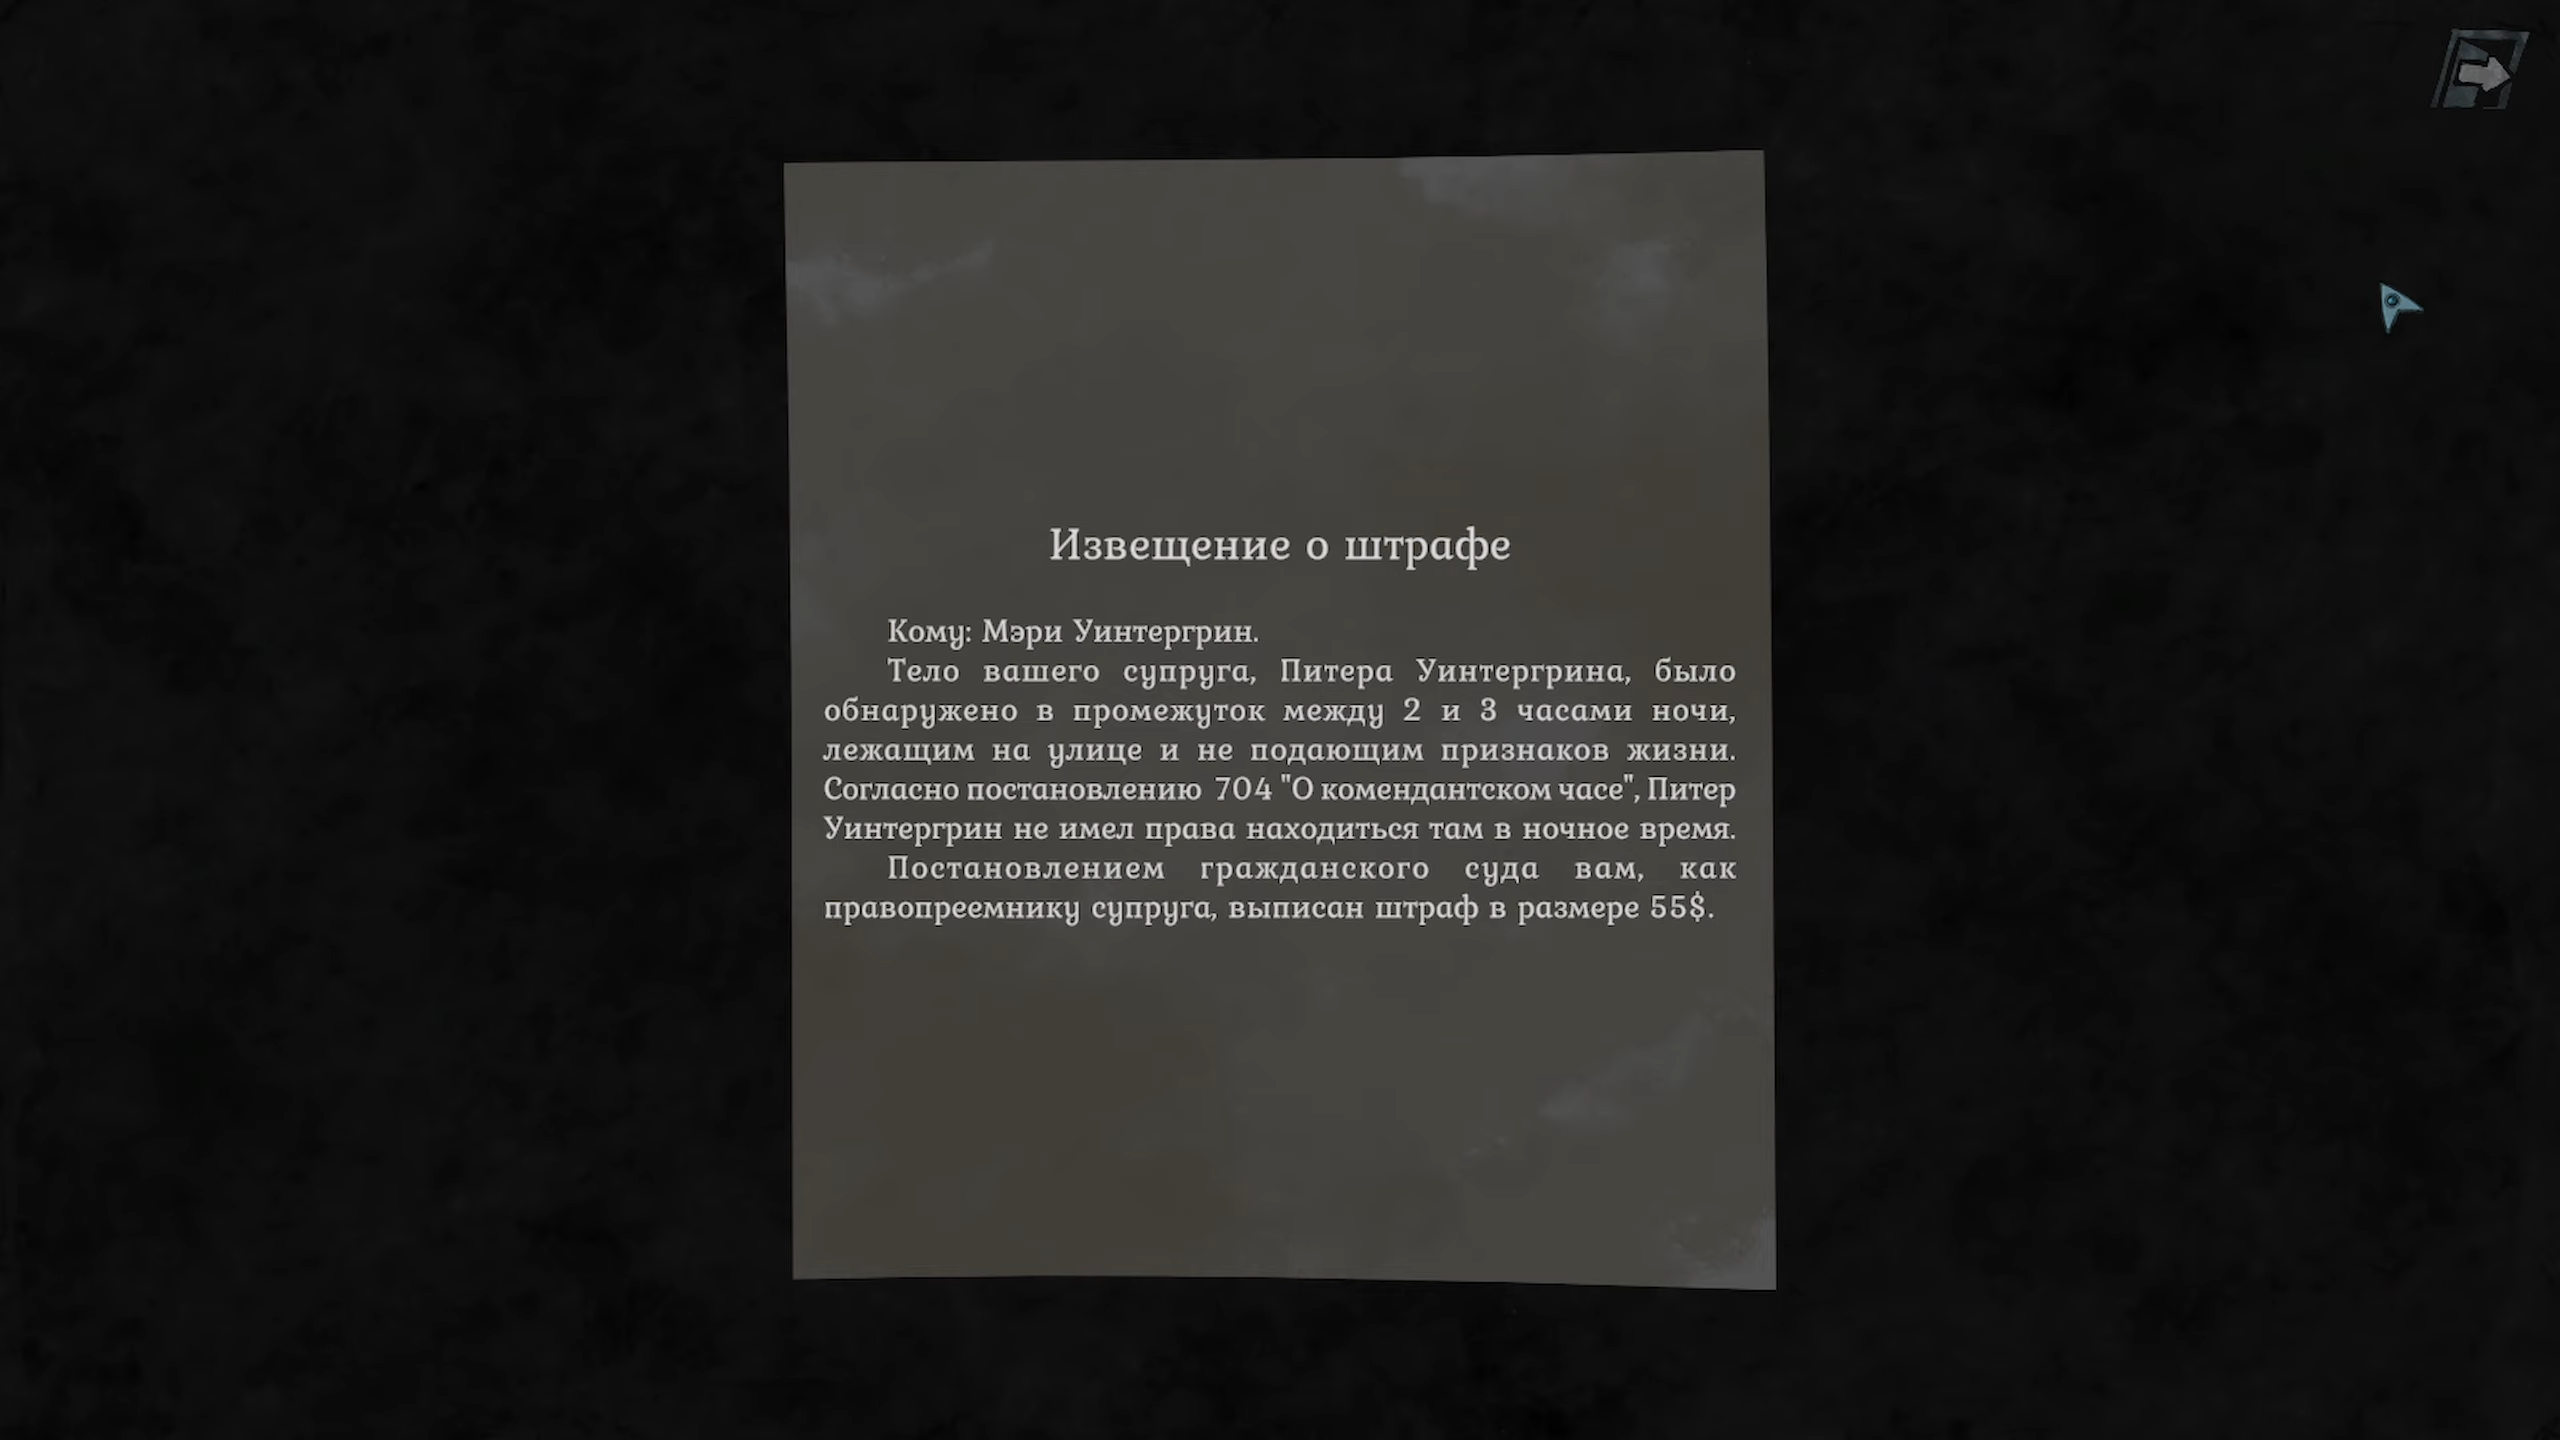 Извещение о штрафе
Кому: Мэри Уинтергрин.
Тело вашего супруга, Питера Уинтергрина, было
обнаружено в промежуток между 2 и 3 часами ночи,
лежащим на улице и не подающим признаков жизни.
Согласно постановлению 704 "О комендантском часе", Питер
Уинтергрин не имел права находиться там в ночное время.
Постановлением гражданского суда вам, как
правопреемнику супруга, выписан штраф в размере 55$.